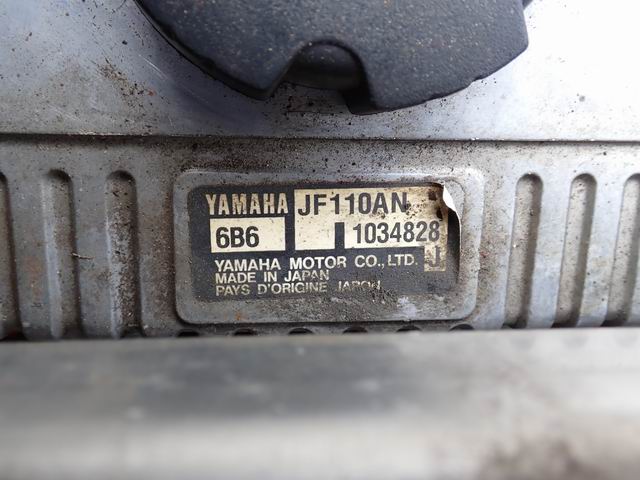 YAMAHA JF110AN
6B6 1034828
YAMAHA MOTOR CO., LTD. J
MADE IN JAPAN
PAYS D'ORIGINE JAPON